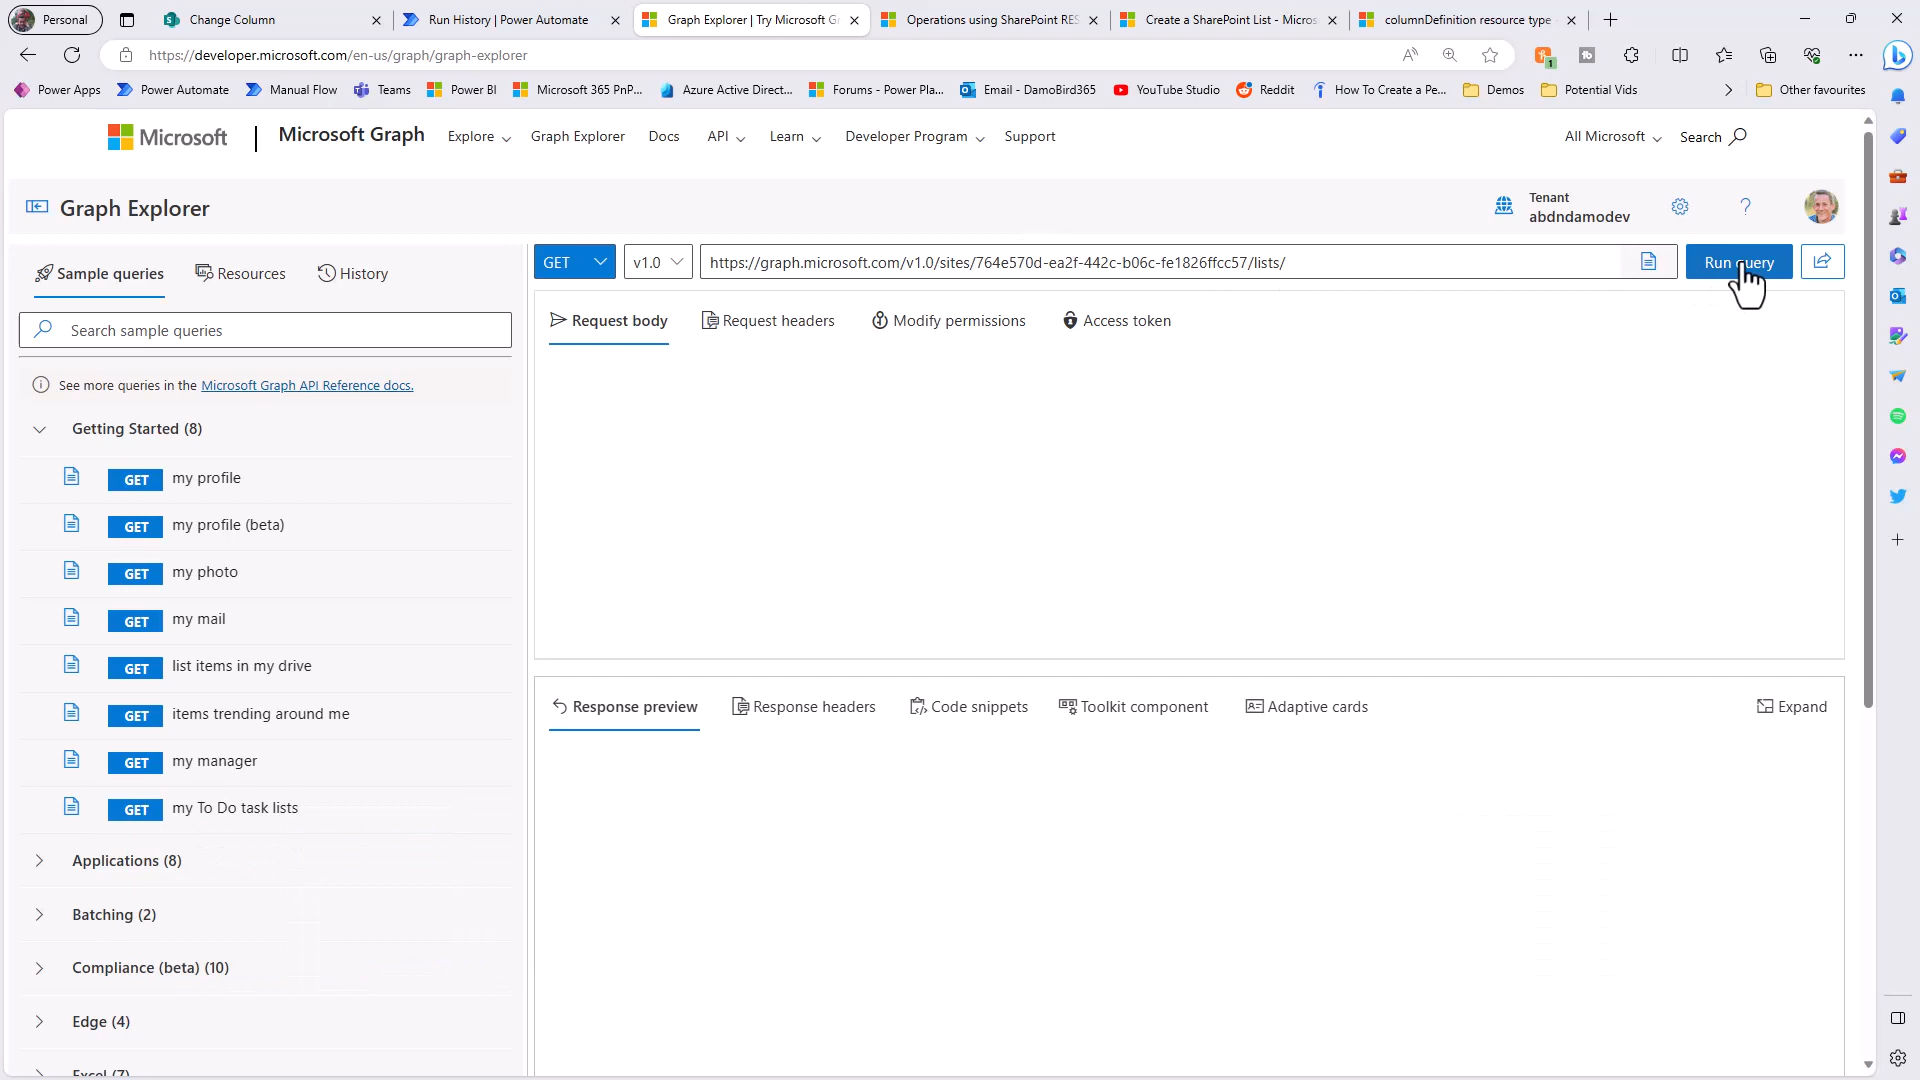 Personal
Change Column
Run History | Power Automate
Graph Explorer | Try Microsoft Gr
Operations using SharePoint RES
Create a SharePoint List - Micros
columnDefinition resource type
https://developer.microsoft.com/en-us/graph/graph-explorer
1
Power Apps
Power Automate
Manual Flow
Teams
Power BI
Microsoft 365 PnP...
Azure Active Direct...
Forums - Power Pla...
Email - DamoBird365
YouTube Studio
Reddit
How To Create a Pe...
Demos
Potential Vids
Other favourites
Microsoft
Microsoft Graph
Explore
Graph Explorer
Docs
API
Learn
Developer Program
Support
All Microsoft
Search
Graph Explorer
Tenant
abdndamodev
Sample queries
Resources
History
GET
v1.0
https://graph.microsoft.com/v1.0/sites/764e570d-ea2f-442c-b06c-fe1826ffcc57/lists/
Run query
Search sample queries
Request body
Request headers
Modify permissions
Access token
See more queries in the Microsoft Graph API Reference docs.
Getting Started (8)
GET my profile
GET my profile (beta)
GET my photo
GET my mail
GET list items in my drive
GET items trending around me
GET my manager
GET my To Do task lists
Applications (8)
Batching (2)
Compliance (beta) (10)
Edge (4)
Excel (7)
Response preview
Response headers
Code snippets
Toolkit component
Adaptive cards
Expand